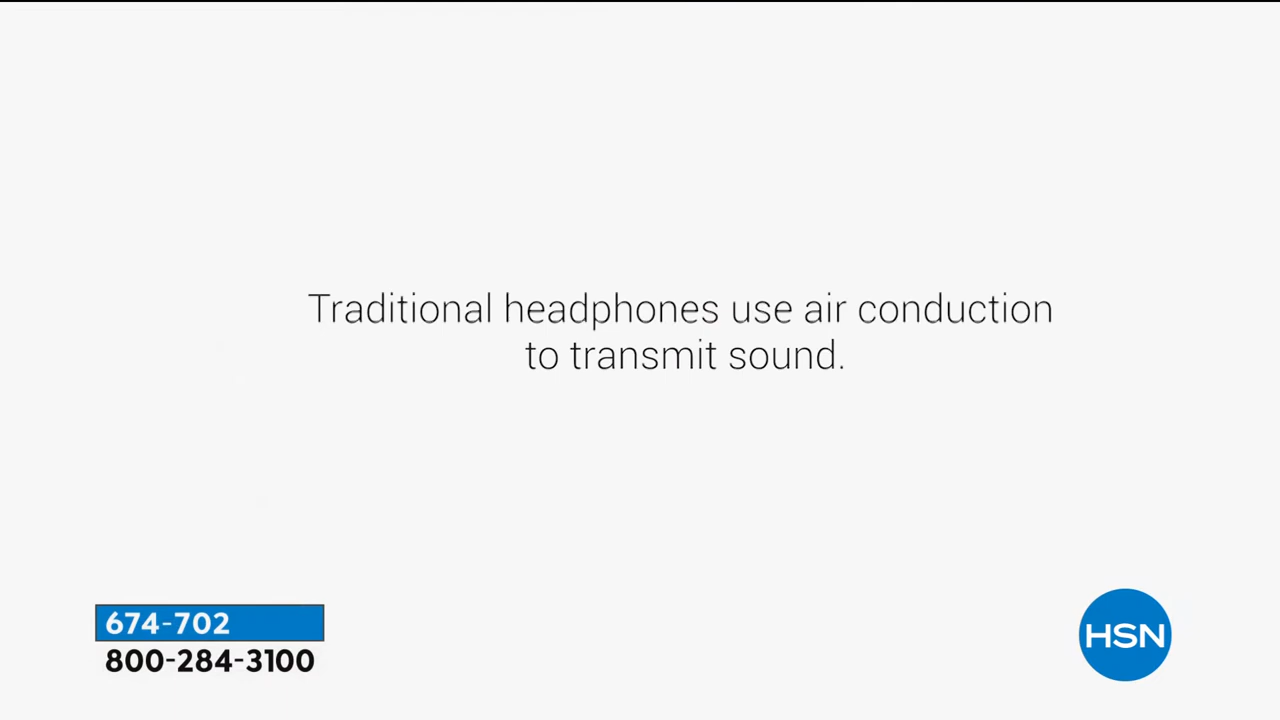 Traditional headphones use air conduction
to transmit sound.
674-702
800-284-3100
HSN